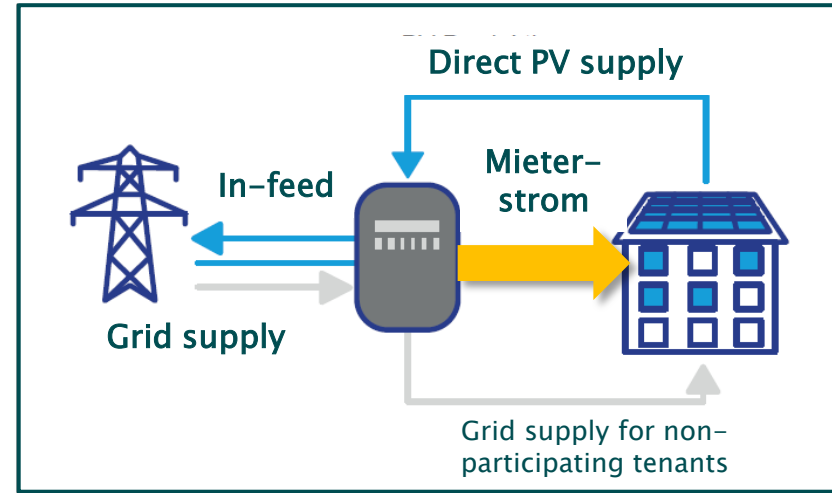 Direct PV supply
Mieter-
strom
In-feed
Grid supply
Grid supply for non-
participating tenants